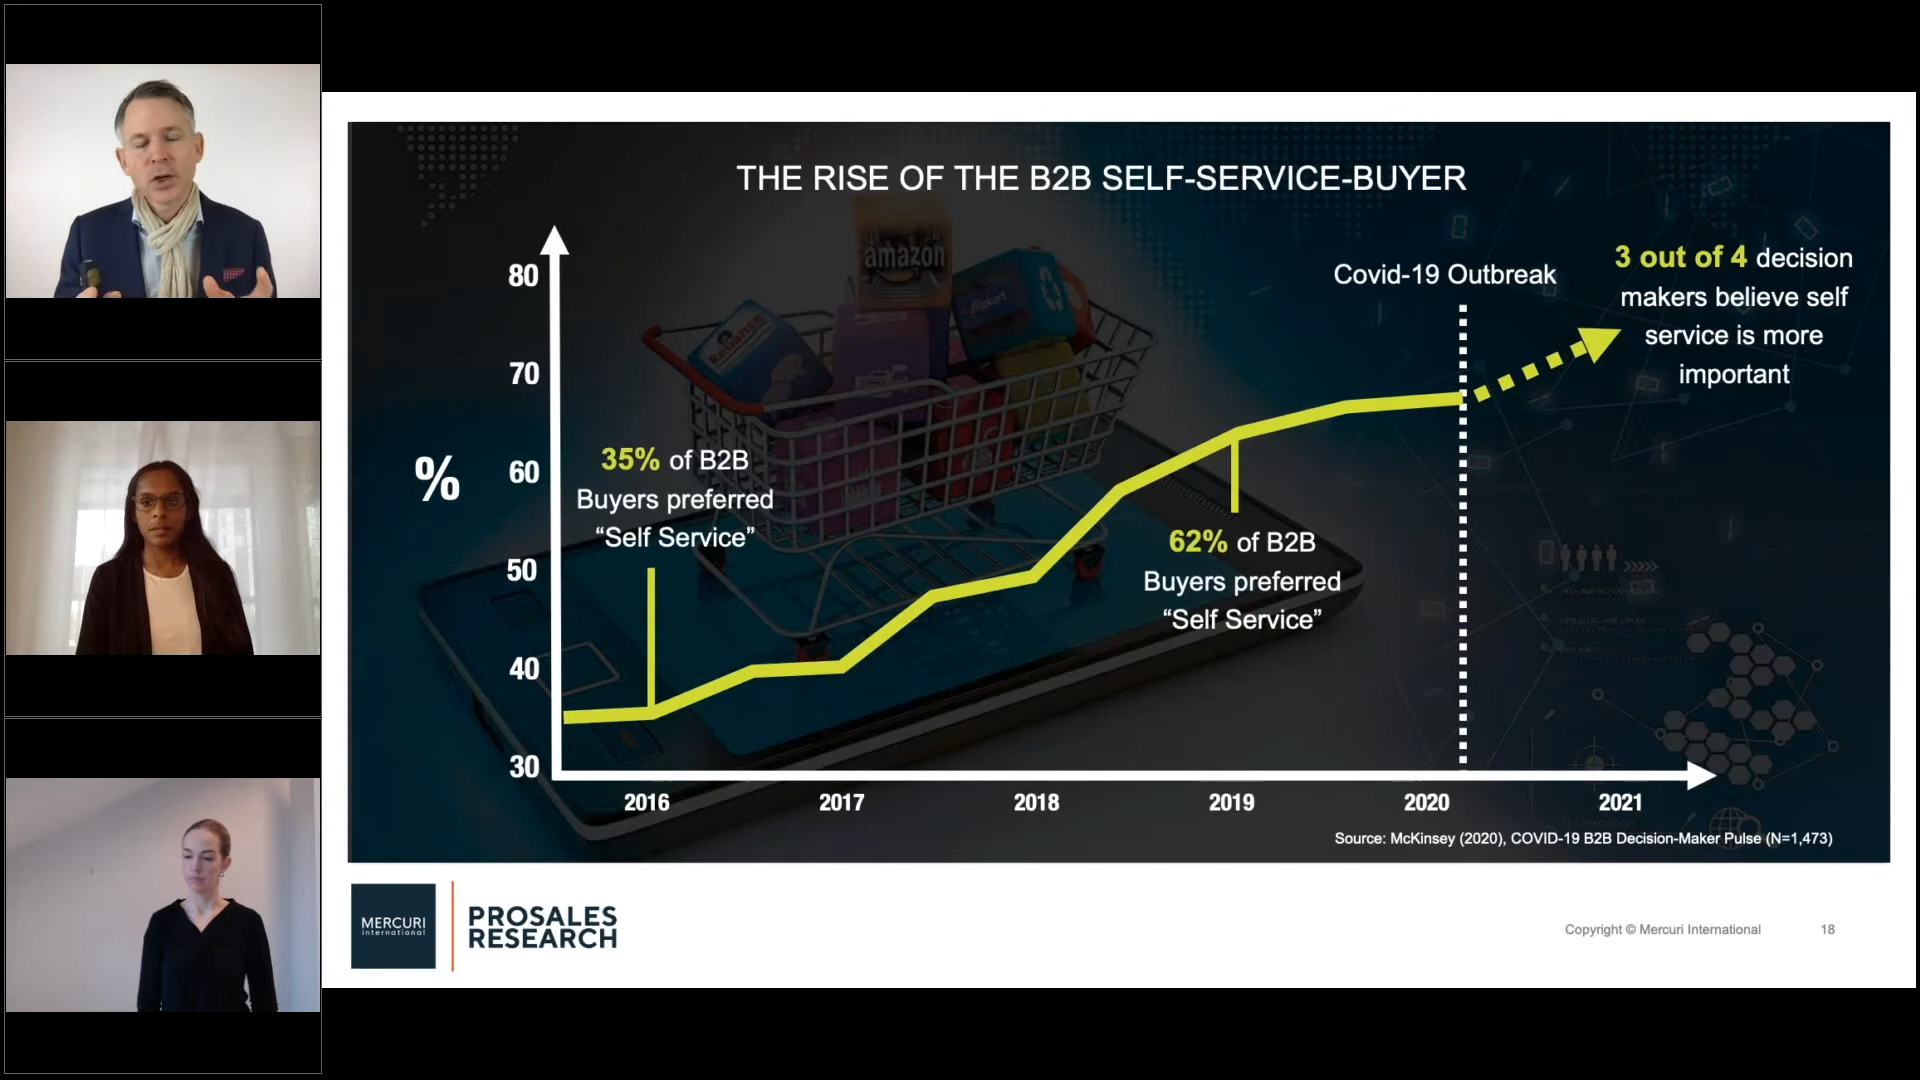 THE RISE OF THE B2B SELF-SERVICE-BUYER
amazon
Reliance
flipkart
%
80
70
60
50
40
30
35% of B2B
Buyers preferred
“Self Service”
62% of B2B
Buyers preferred
“Self Service”
Covid-19 Outbreak
3 out of 4 decision
makers believe self
service is more
important
2016
2017
2018
2019
2020
2021
Source: McKinsey (2020), COVID-19 B2B Decision-Maker Pulse (N=1,473)
MERCURI
international
PROSALES
RESEARCH
Copyright © Mercuri International
18